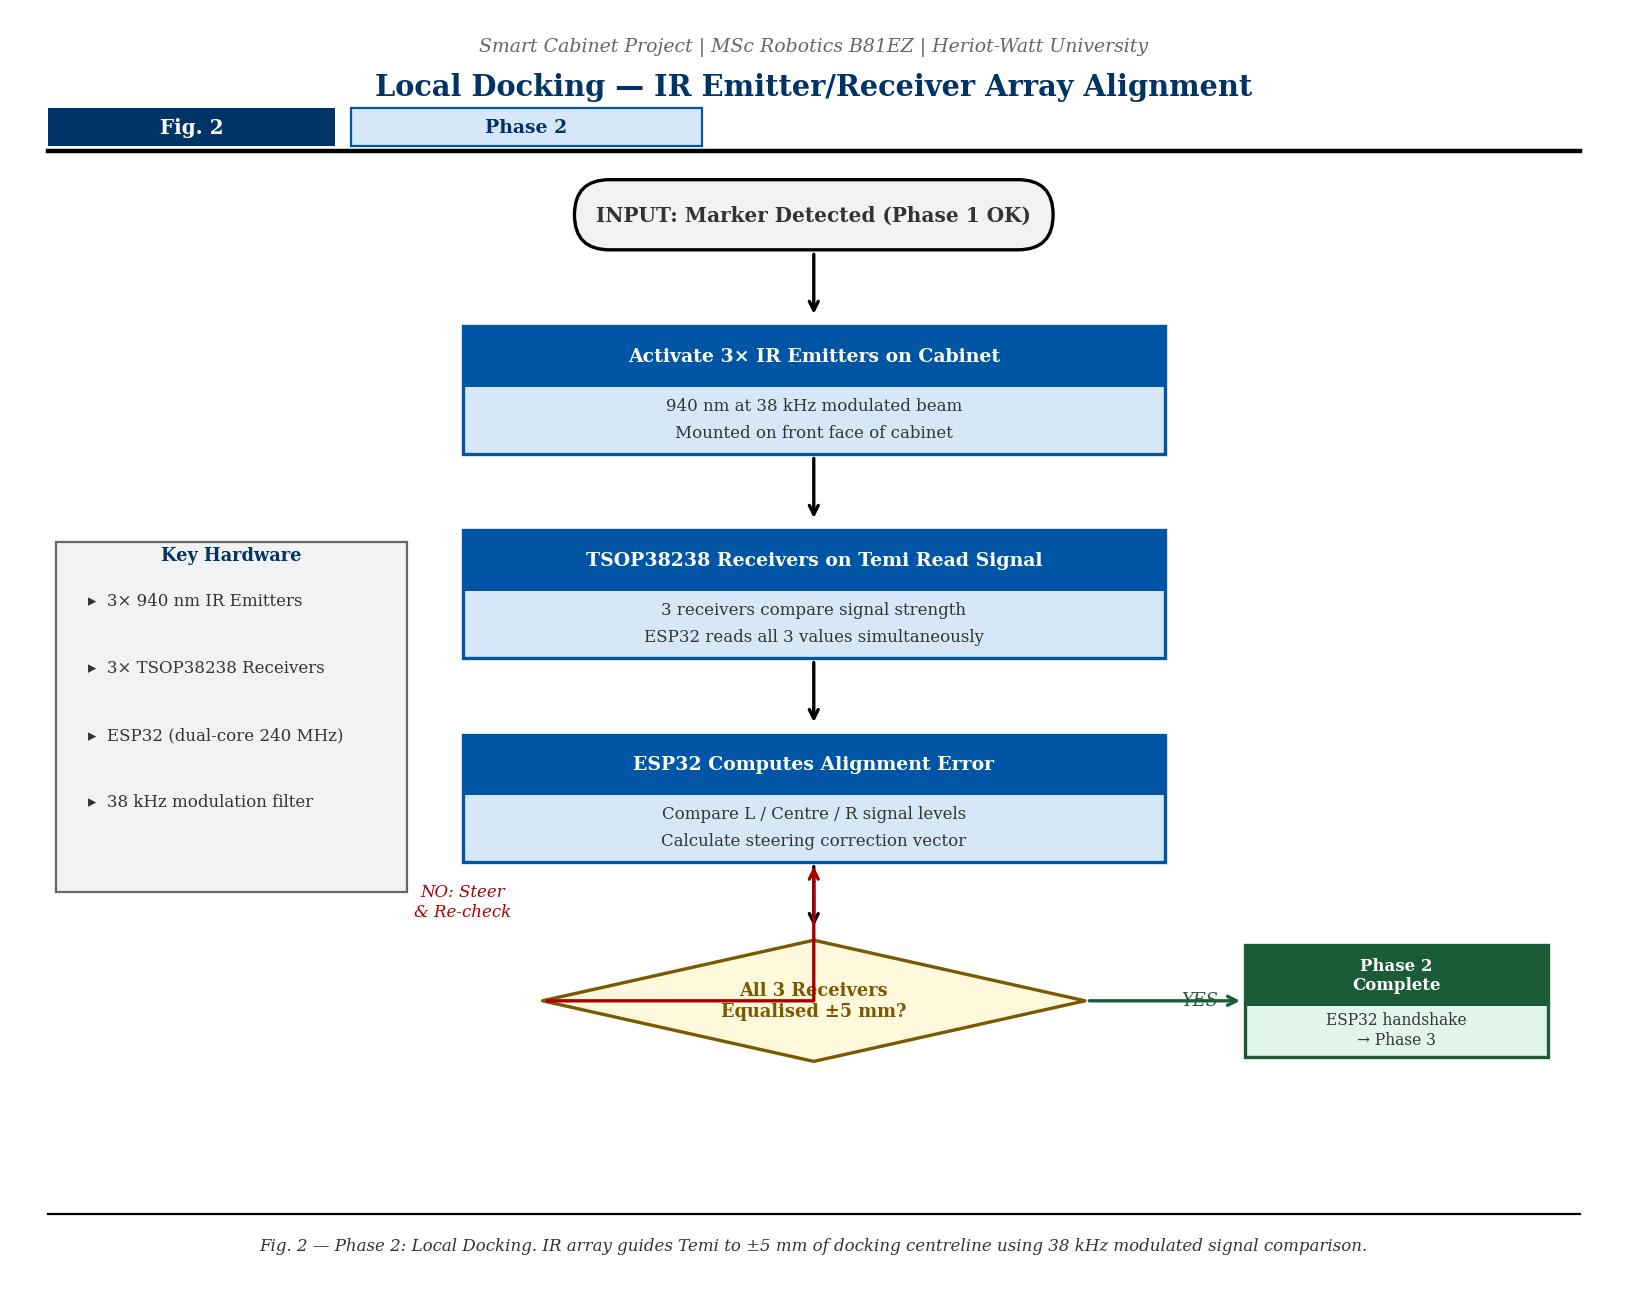 Smart Cabinet Project | MSc Robotics B81EZ | Heriot-Watt University
Local Docking — IR Emitter/Receiver Array Alignment
Fig. 2
Phase 2
INPUT: Marker Detected (Phase 1 OK)
Activate 3× IR Emitters on Cabinet
940 nm at 38 kHz modulated beam
Mounted on front face of cabinet
TSOP38238 Receivers on Temi Read Signal
3 receivers compare signal strength
ESP32 reads all 3 values simultaneously
Key Hardware
▸ 3× 940 nm IR Emitters
▸ 3× TSOP38238 Receivers
▸ ESP32 (dual-core 240 MHz)
▸ 38 kHz modulation filter
ESP32 Computes Alignment Error
Compare L / Centre / R signal levels
Calculate steering correction vector
NO: Steer
& Re-check
All 3 Receivers
Equalised ±5 mm?
YES
Phase 2
Complete
ESP32 handshake
→ Phase 3
Fig. 2 — Phase 2: Local Docking. IR array guides Temi to ±5 mm of docking centreline using 38 kHz modulated signal comparison.